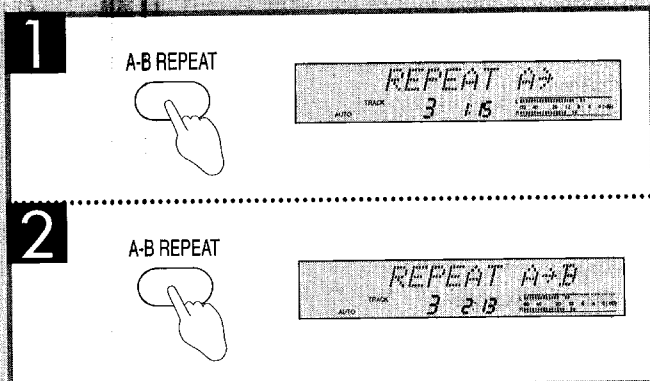 1
A-B REPEAT
REPEAT A→
TRACK
AUTO
3 1:15
2
A-B REPEAT
REPEAT A→B
TRACK
AUTO
3 2:13